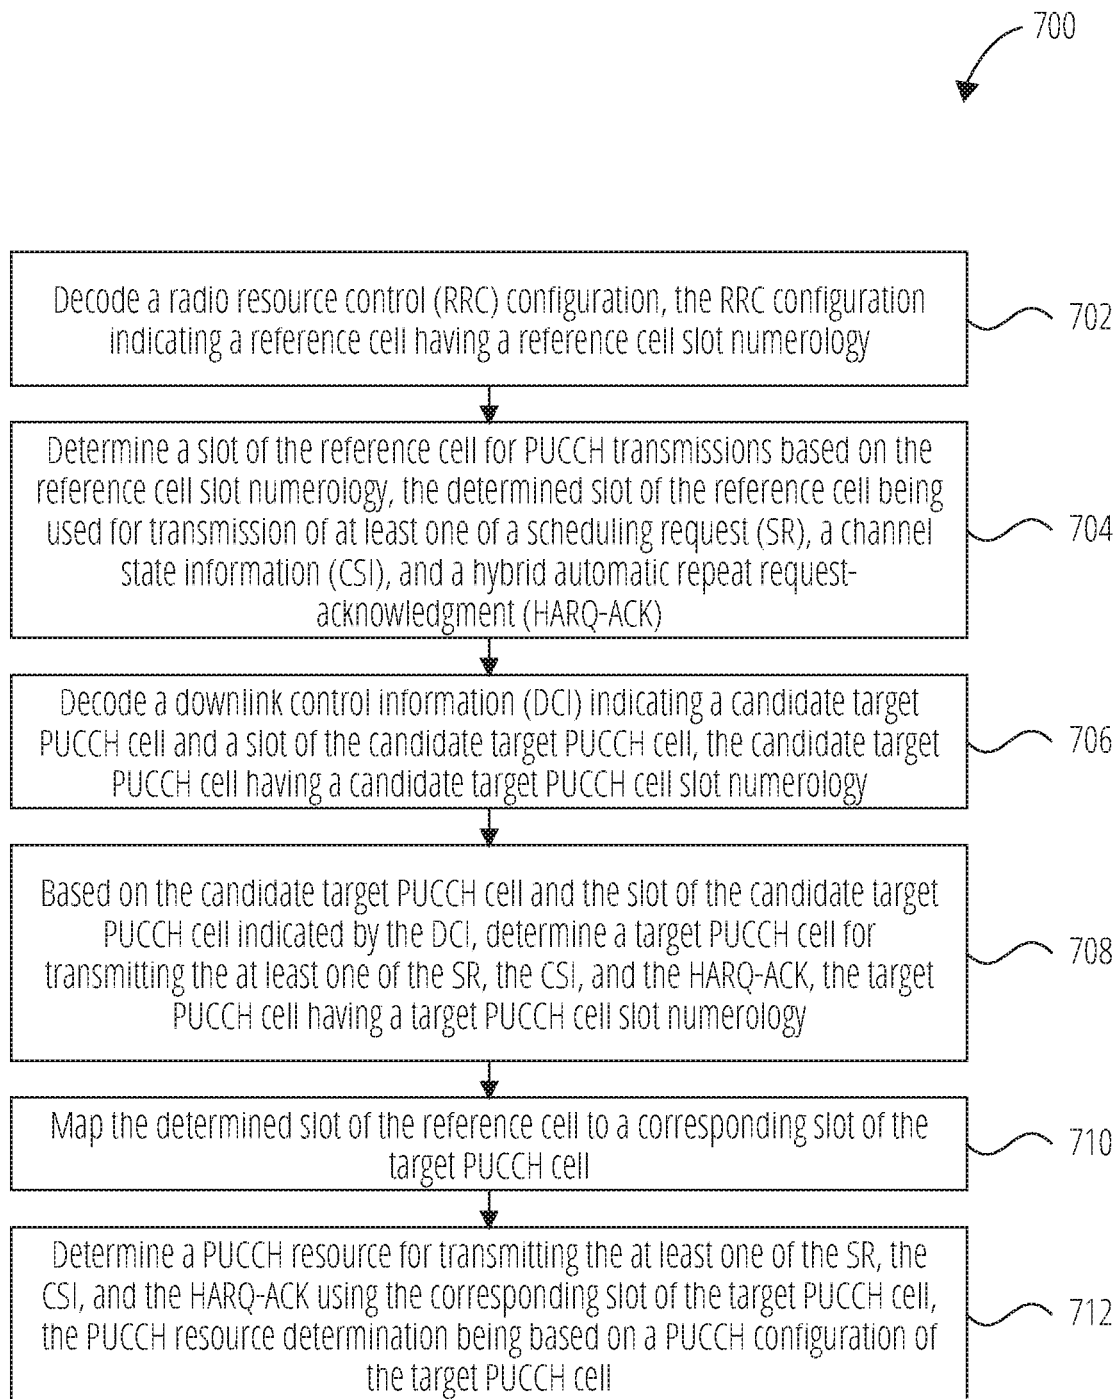 700
Decode a radio resource control (RRC) configuration, the RRC configuration
indicating a reference cell having a reference cell slot numerology
702
Determine a slot of the reference cell for PUCCH transmissions based on the
reference cell slot numerology, the determined slot of the reference cell being
used for transmission of at least one of a scheduling request (SR), a channel
state information (CSI), and a hybrid automatic repeat request-
acknowledgment (HARQ-ACK)
704
Decode a downlink control information (DCI) indicating a candidate target
PUCCH cell and a slot of the candidate target PUCCH cell, the candidate target
PUCCH cell having a candidate target PUCCH cell slot numerology
706
Based on the candidate target PUCCH cell and the slot of the candidate target
PUCCH cell indicated by the DCI, determine a target PUCCH cell for
transmitting the at least one of the SR, the CSI, and the HARQ-ACK, the target
PUCCH cell having a target PUCCH cell slot numerology
708
Map the determined slot of the reference cell to a corresponding slot of the
target PUCCH cell
710
Determine a PUCCH resource for transmitting the at least one of the SR, the
CSI, and the HARQ-ACK using the corresponding slot of the target PUCCH cell,
the PUCCH resource determination being based on a PUCCH configuration of
the target PUCCH cell
712